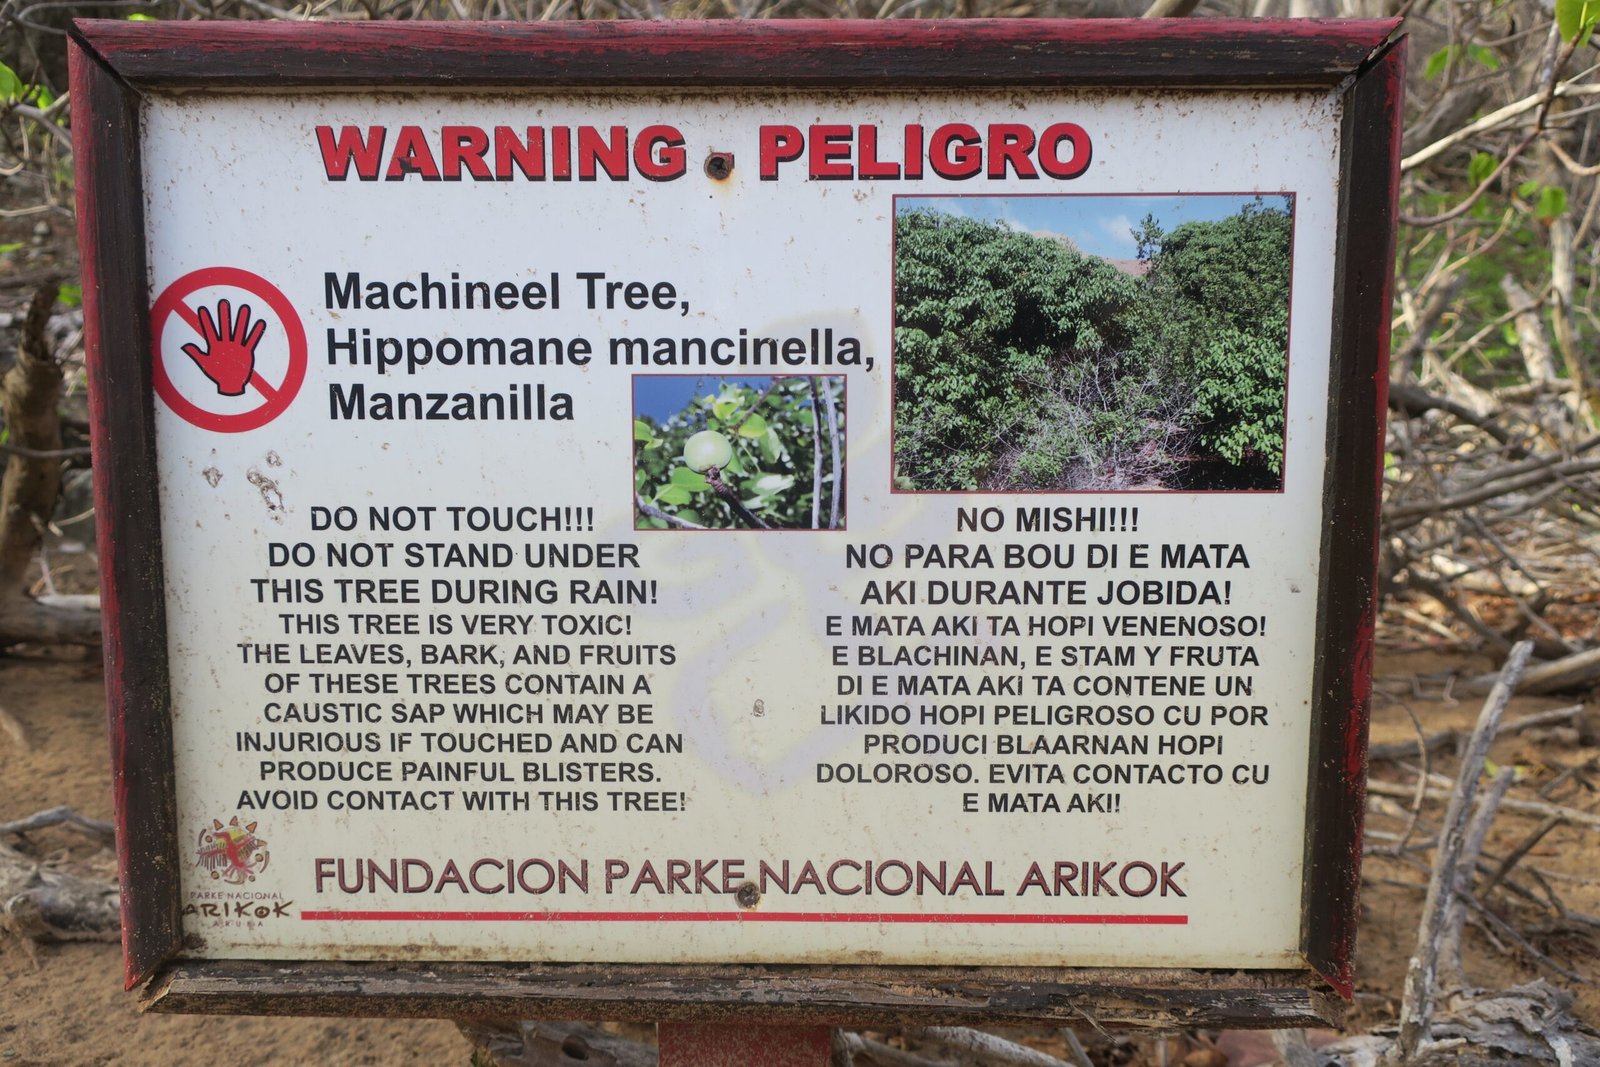 WARNING - PELIGRO
Machineel Tree,
Hippomane mancinella,
Manzanilla
DO NOT TOUCH!!!
DO NOT STAND UNDER
THIS TREE DURING RAIN!
THIS TREE IS VERY TOXIC!
THE LEAVES, BARK, AND FRUITS
OF THESE TREES CONTAIN A
CAUSTIC SAP WHICH MAY BE
INJURIOUS IF TOUCHED AND CAN
PRODUCE PAINFUL BLISTERS.
AVOID CONTACT WITH THIS TREE!
NO MISHI!!!
NO PARA BOU DI E MATA
AKI DURANTE JOBIDA!
E MATA AKI TA HOPI VENENOSO!
E BLACHINAN, E STAM Y FRUTA
DI E MATA AKI TA CONTENE UN
LIKIDO HOPI PELIGROSO CU POR
PRODUCI BLAARNAN HOPI
DOLOROSO. EVITA CONTACTO CU
E MATA AKI!
PARKE NACIONAL
ARIKOK
ARUBA
FUNDACION PARKE NACIONAL ARIKOK